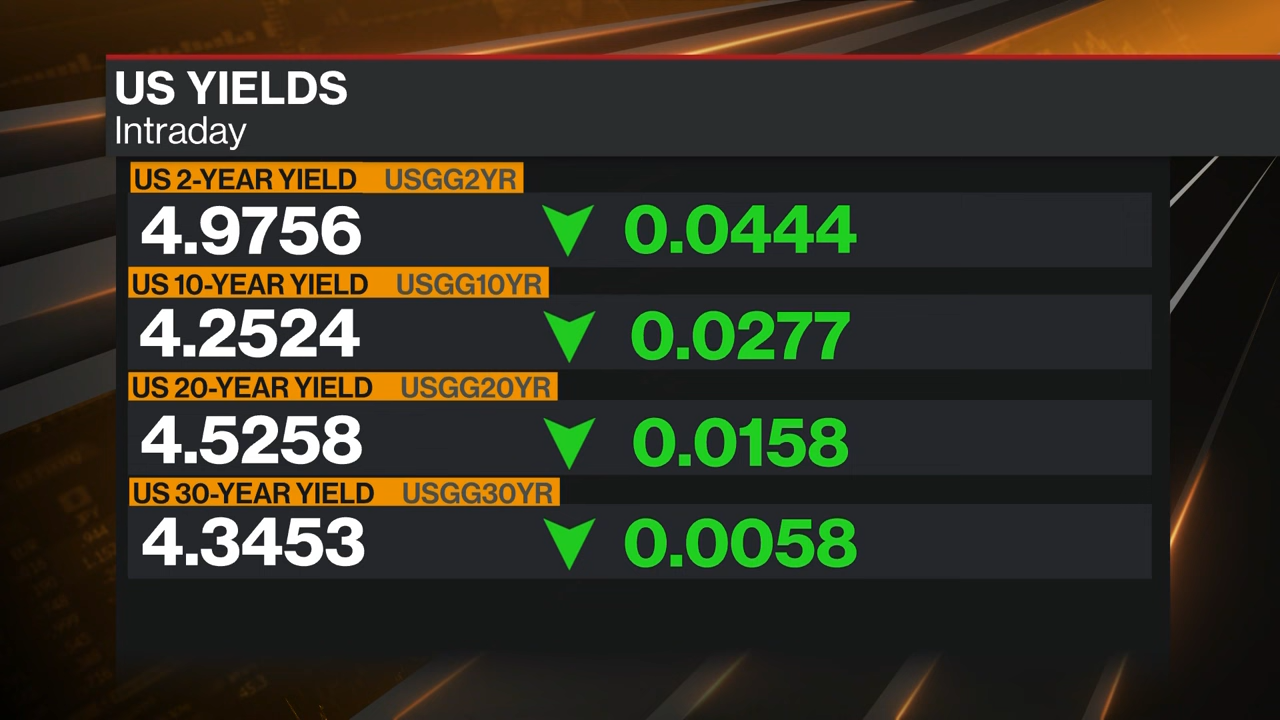 US YIELDS
Intraday
US 2-YEAR YIELD USGG2YR
4.9756 0.0444
US 10-YEAR YIELD USGG10YR
4.2524 0.0277
US 20-YEAR YIELD USGG20YR
4.5258 0.0158
US 30-YEAR YIELD USGG30YR
4.3453 0.0058